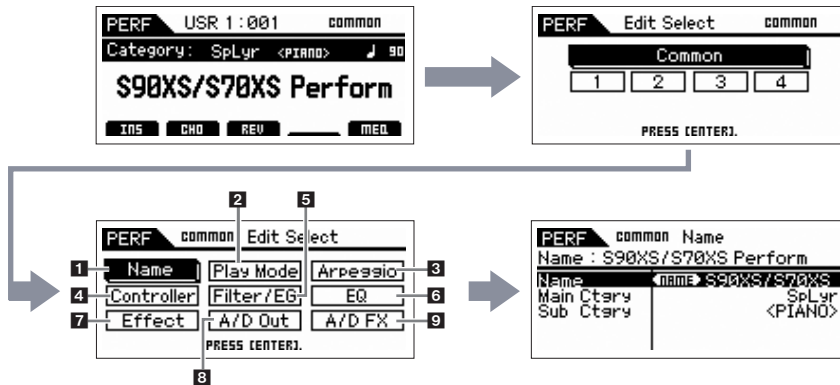 PERF USR 1:001 common
Category: SpLyr <PIANO> ♩ 90
S90XS/S70XS Perform
INS CHO REV MEQ
PERF Edit Select common
Common
1 2 3 4
PRESS [ENTER].
2 5
PERF common Edit Select
1 Name Play Mode Arpeggio 3
4 Controller Filter/EG EQ 6
7 Effect A/D Out A/D FX 9
PRESS [ENTER].
8
PERF common Name
Name : S90XS/S70XS Perform
Name NAME S90XS/S70XS
Main Ctgry SpLyr
Sub Ctgry <PIANO>